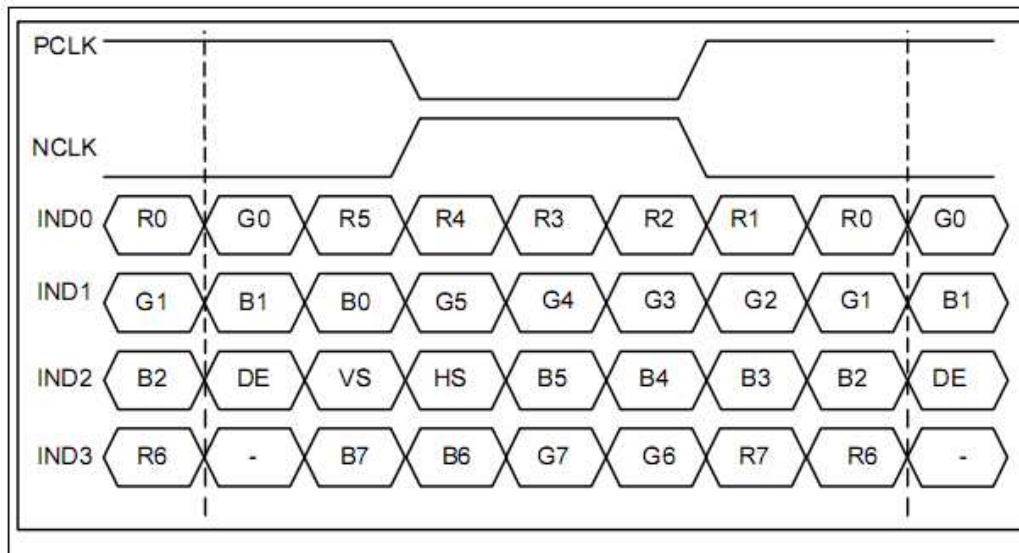 PCLK
NCLK
IND0 R0 G0 R5 R4 R3 R2 R1 R0 G0
IND1 G1 B1 B0 G5 G4 G3 G2 G1 B1
IND2 B2 DE VS HS B5 B4 B3 B2 DE
IND3 R6 - B7 B6 G7 G6 R7 R6 -